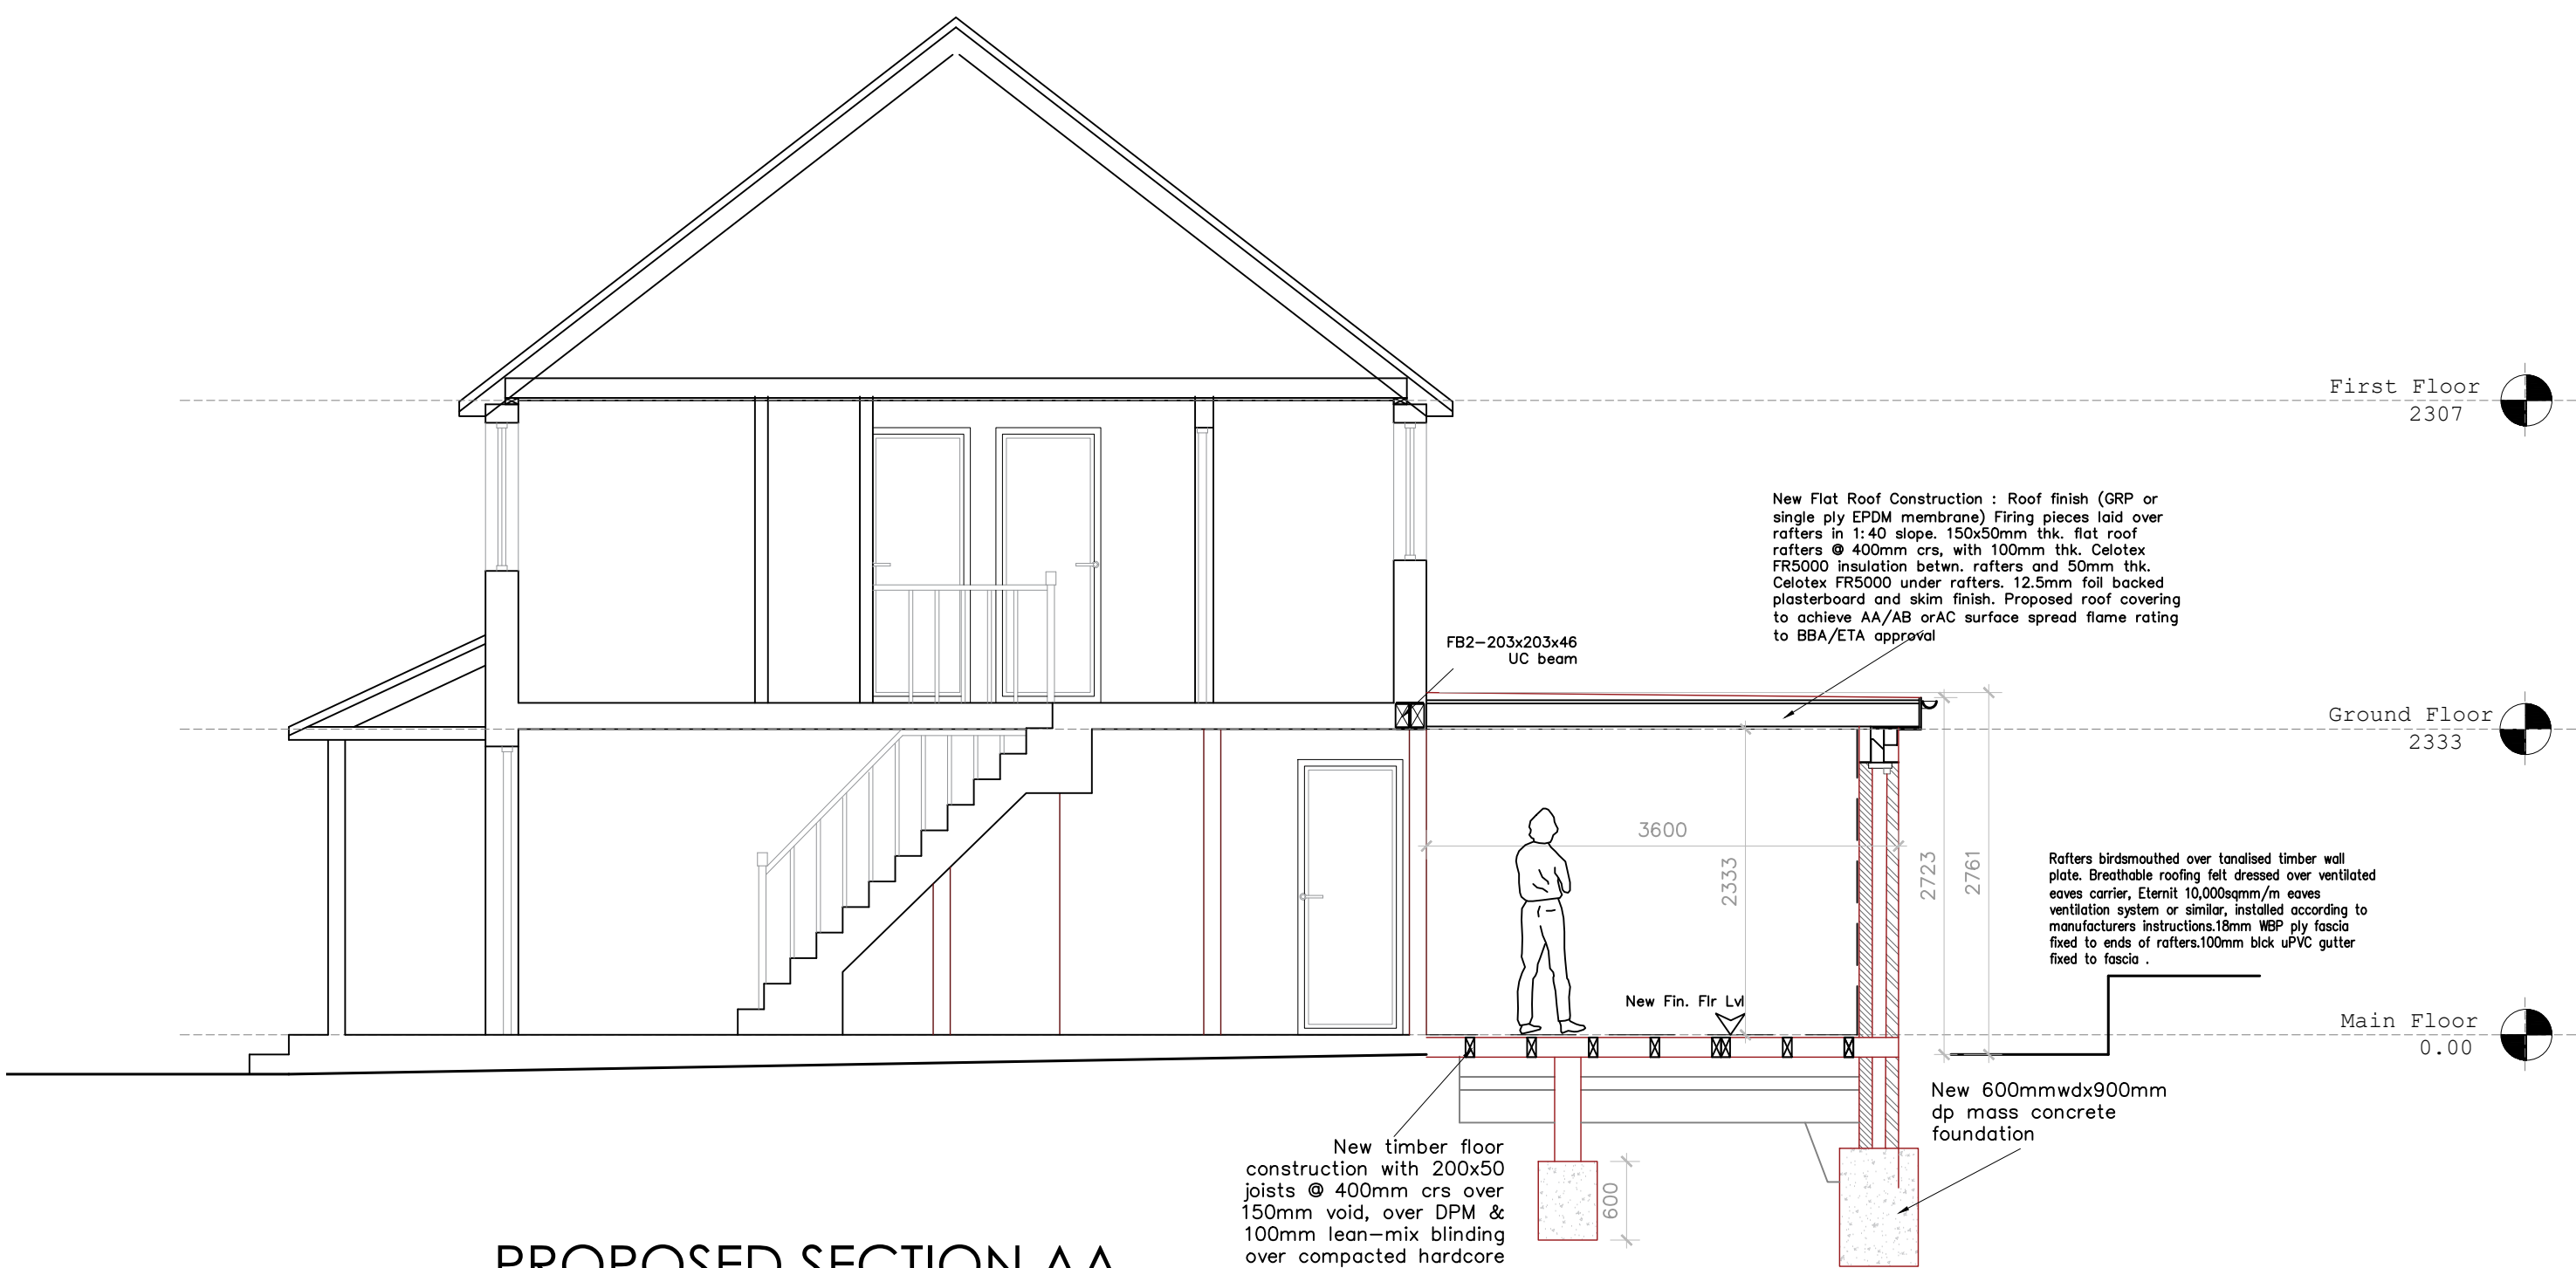 First Floor
2307
New Flat Roof Construction : Roof finish (GRP or
single ply EPDM membrane) Firing pieces laid over
rafters in 1:40 slope. 150x50mm thk. flat roof
rafters @ 400mm crs, with 100mm thk. Celotex
FR5000 insulation betwn. rafters and 50mm thk.
Celotex FR5000 under rafters. 12.5mm foil backed
plasterboard and skim finish. Proposed roof covering
to achieve AA/AB orAC surface spread flame rating
to BBA/ETA approval
FB2-203x203x46
UC beam
Ground Floor
2333
3600
2333
2723
2761
Rafters birdsmouthed over tanalised timber wall
plate. Breathable roofing felt dressed over ventilated
eaves carrier, Eternit 10,000sqmm/m eaves
ventilation system or similar, installed according to
manufacturers instructions.18mm WBP ply fascia
fixed to ends of rafters.100mm blck uPVC gutter
fixed to fascia .
New Fin. Flr Lvl
Main Floor
0.00
New 600mmwdx900mm
dp mass concrete
foundation
New timber floor
construction with 200x50
joists @ 400mm crs over
150mm void, over DPM &
100mm lean-mix blinding
over compacted hardcore
600
PROPOSED SECTION AA